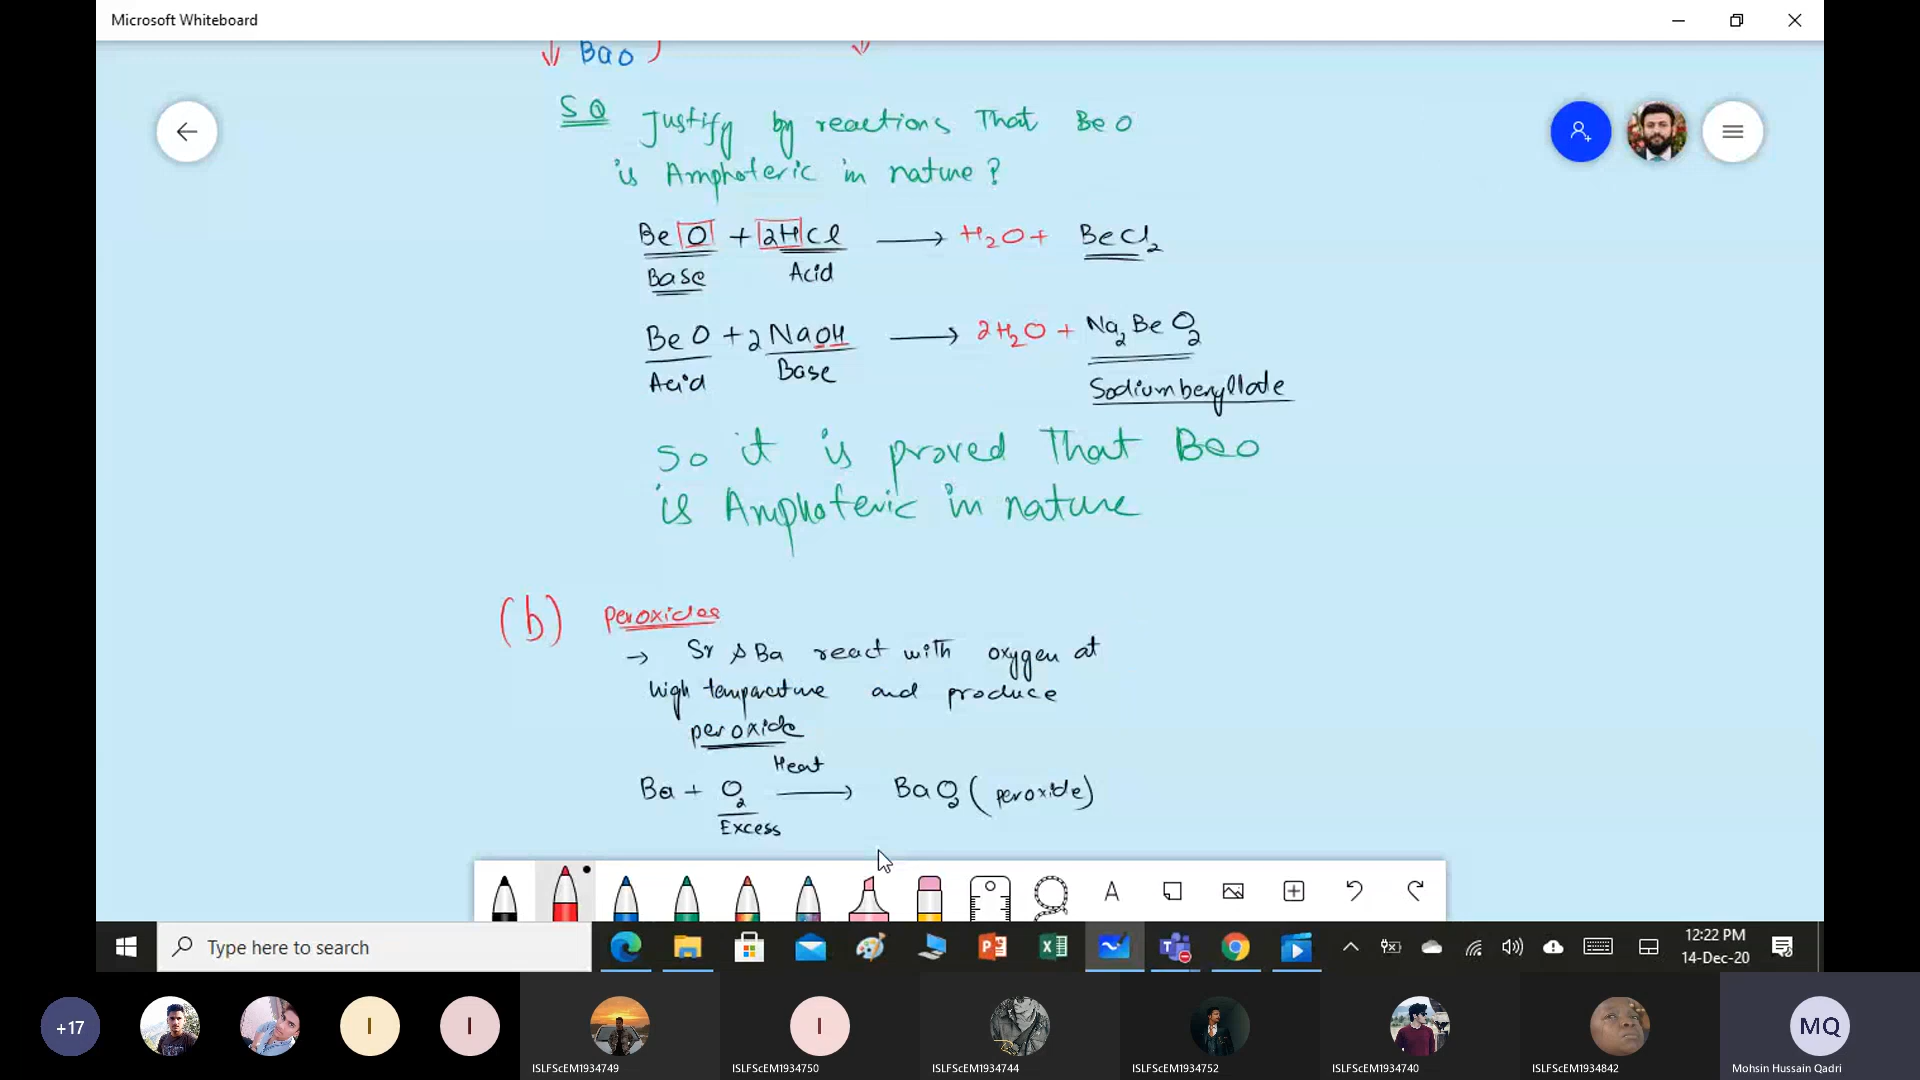 Microsoft Whiteboard
↓ BaO )
SQ Justify by reactions That BeO
is Amphoteric in nature?
BeO + 2HCl → H₂O + BeCl₂
Base Acid
BeO + 2NaOH → 2H₂O + Na₂BeO₂
Acid Base
Sodiumberyllate
So it is proved That BeO
is Amphoteric in nature
(b) Peroxides
→ Sr & Ba react with oxygen at
high temparature and produce
peroxide
Heat
Ba + O₂ → BaO₂ (peroxide)
Excess
Type here to search
12:22 PM
14-Dec-20
+17
I
I
I
MQ
ISLFScEM1934749
ISLFScEM1934750
ISLFScEM1934744
ISLFScEM1934752
ISLFScEM1934740
ISLFScEM1934842
Mohsin Hussain Qadri